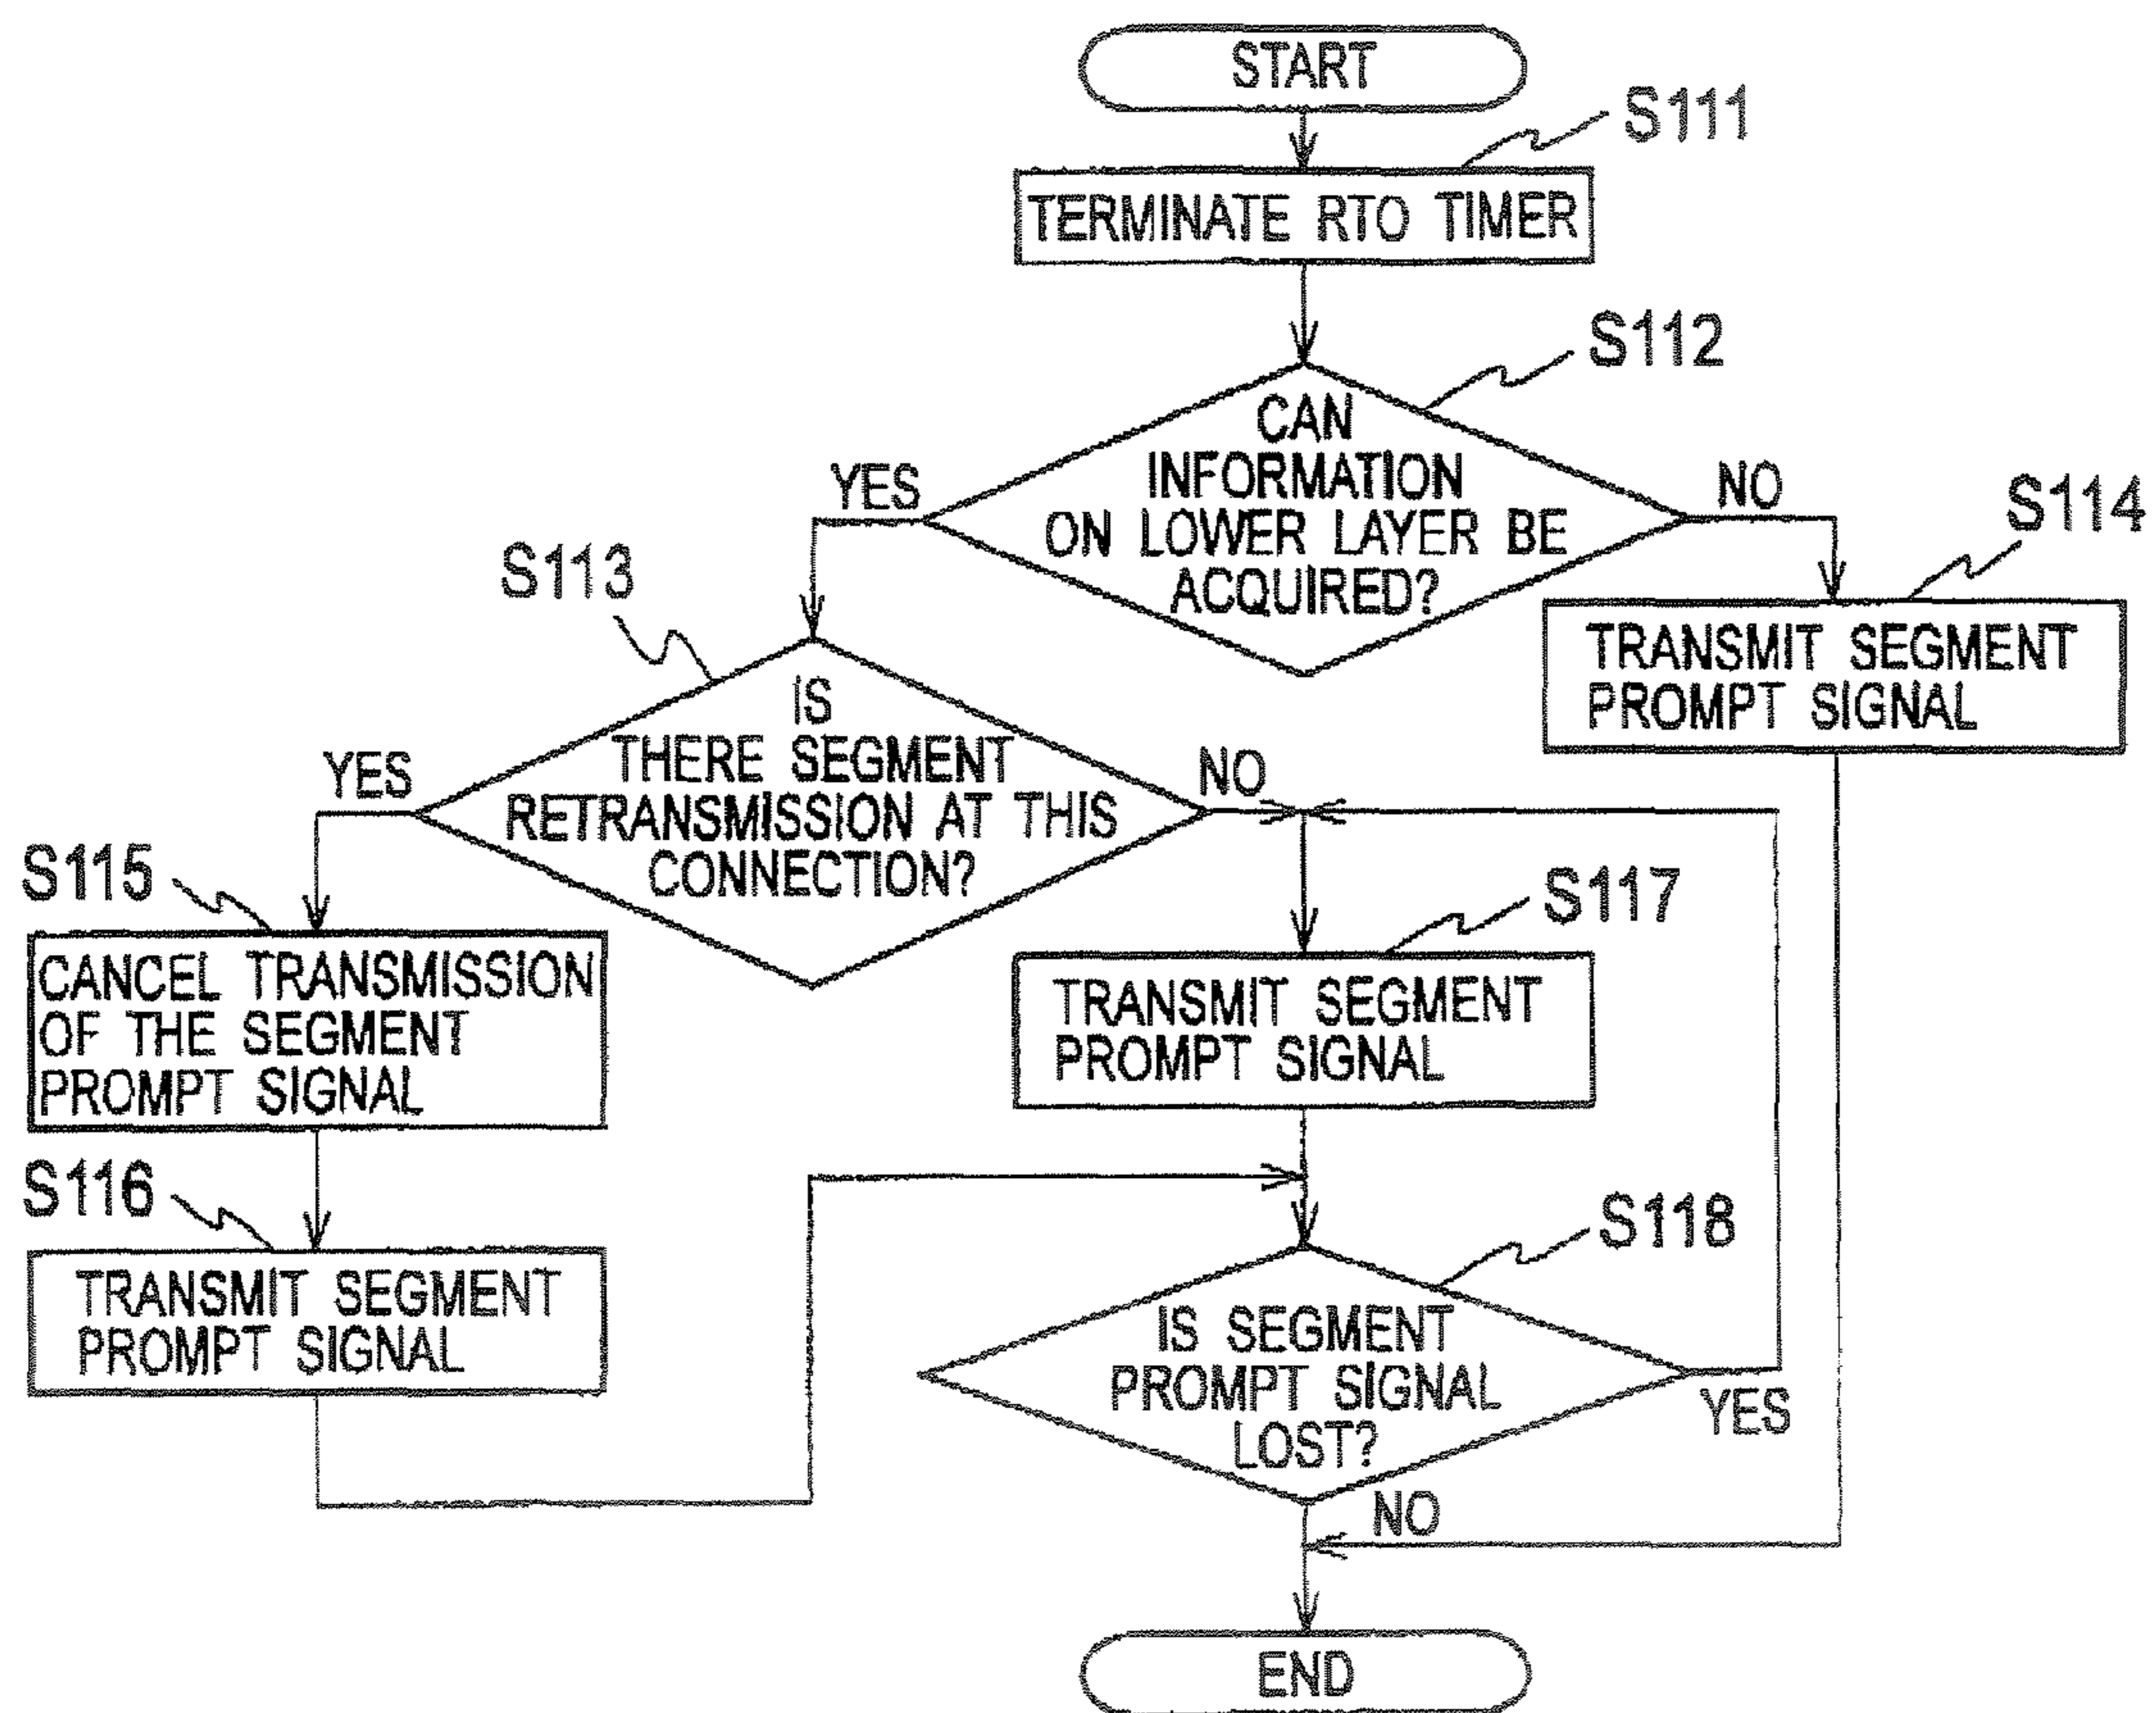 START
S111
TERMINATE RTO TIMER
S112
CAN
INFORMATION
ON LOWER LAYER BE
ACQUIRED?
YES
NO
S114
TRANSMIT SEGMENT
PROMPT SIGNAL
S113
IS
THERE SEGMENT
RETRANSMISSION AT THIS
CONNECTION?
YES
NO
S115
CANCEL TRANSMISSION
OF THE SEGMENT
PROMPT SIGNAL
S117
TRANSMIT SEGMENT
PROMPT SIGNAL
S116
TRANSMIT SEGMENT
PROMPT SIGNAL
S118
IS SEGMENT
PROMPT SIGNAL
LOST?
YES
NO
END